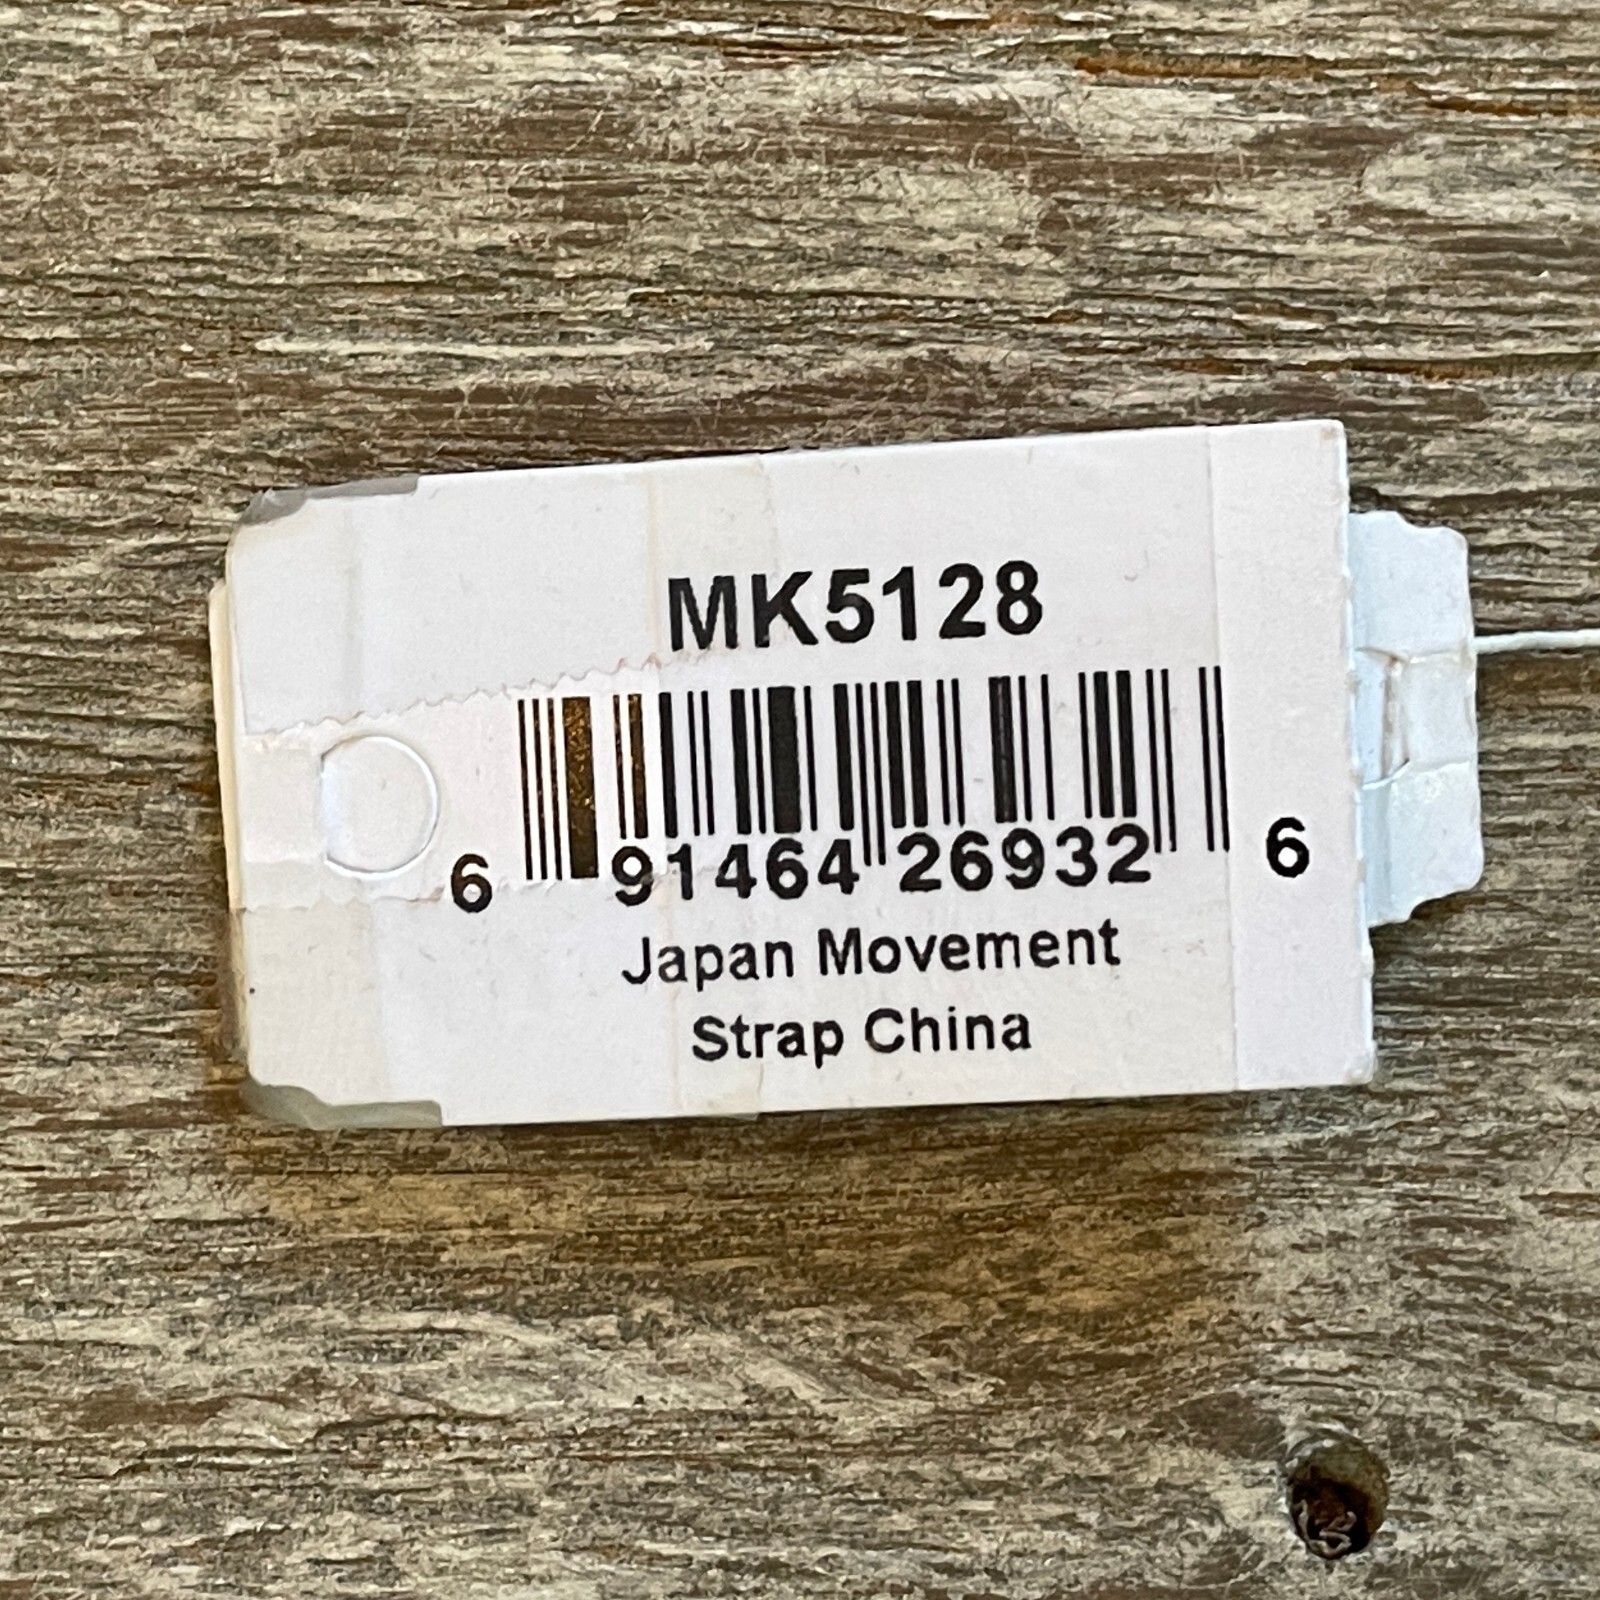 MK5128
6 91464 26932 6
Japan Movement
Strap China